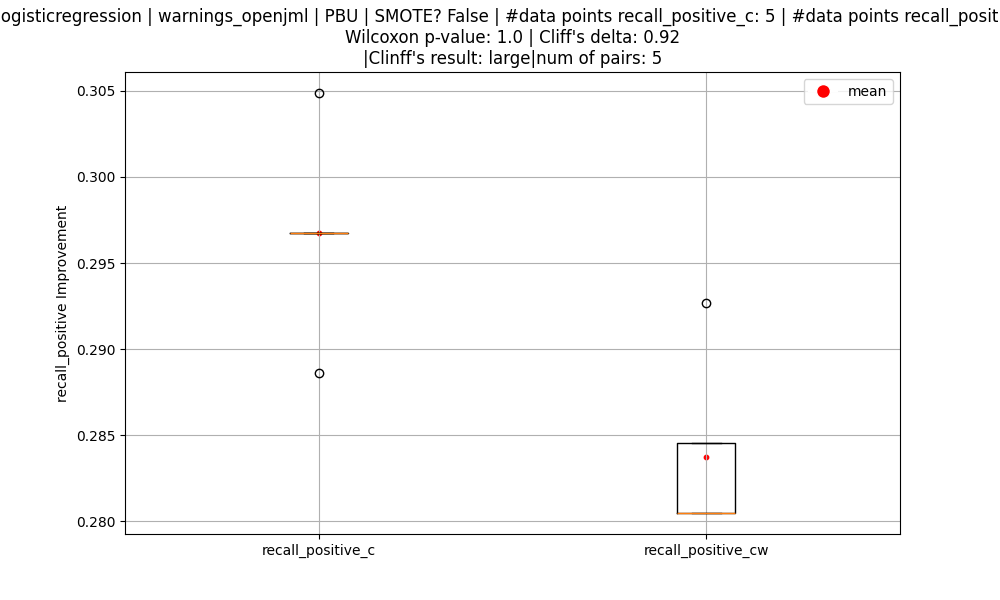 ogisticregression | warnings_openjml | PBU | SMOTE? False | #data points recall_positive_c: 5 | #data points recall_posit
Wilcoxon p-value: 1.0 | Cliff's delta: 0.92
|Clinff's result: large|num of pairs: 5
mean
0.305
0.300
0.295
0.290
0.285
0.280
recall_positive Improvement
recall_positive_c
recall_positive_cw